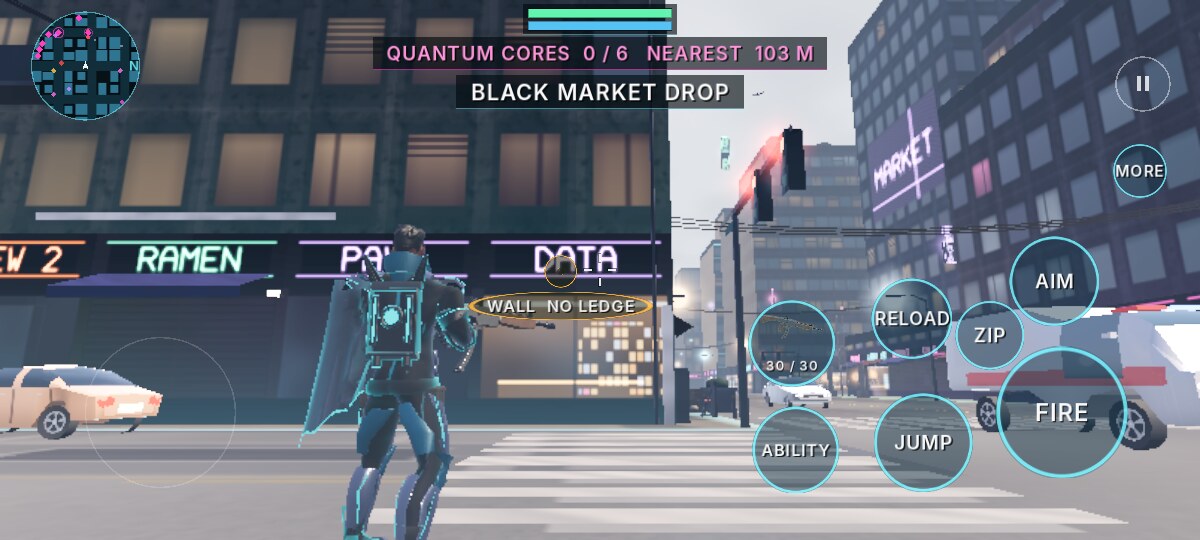 QUANTUM CORES 0 / 6 NEAREST 103 M
BLACK MARKET DROP
N
MORE
MARKET
EW 2
RAMEN
DATA
WALL NO LEDGE
AIM
RELOAD
ZIP
30 / 30
FIRE
ABILITY
JUMP